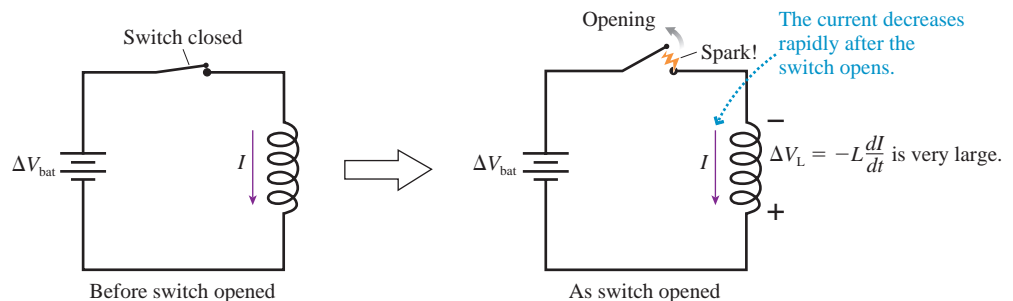 Switch closed
ΔV_bat
I
Before switch opened
Opening
Spark!
The current decreases
rapidly after the
switch opens.
ΔV_bat
I
−
ΔV_L = −L dI/dt is very large.
+
As switch opened